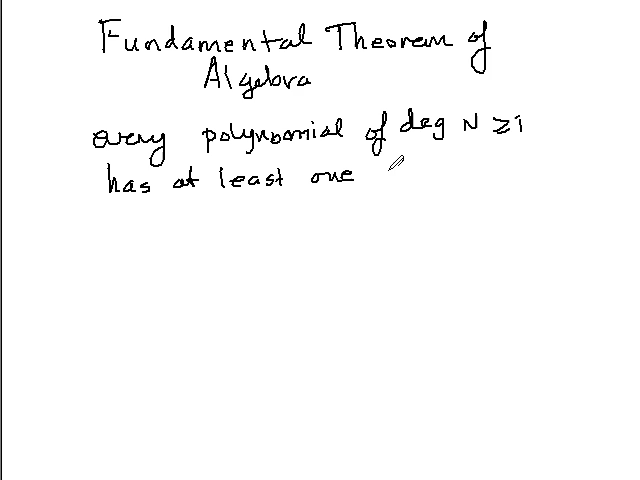 Fundamental Theorem of
Algebra
every polynomial of deg N ≥ 1
has at least one